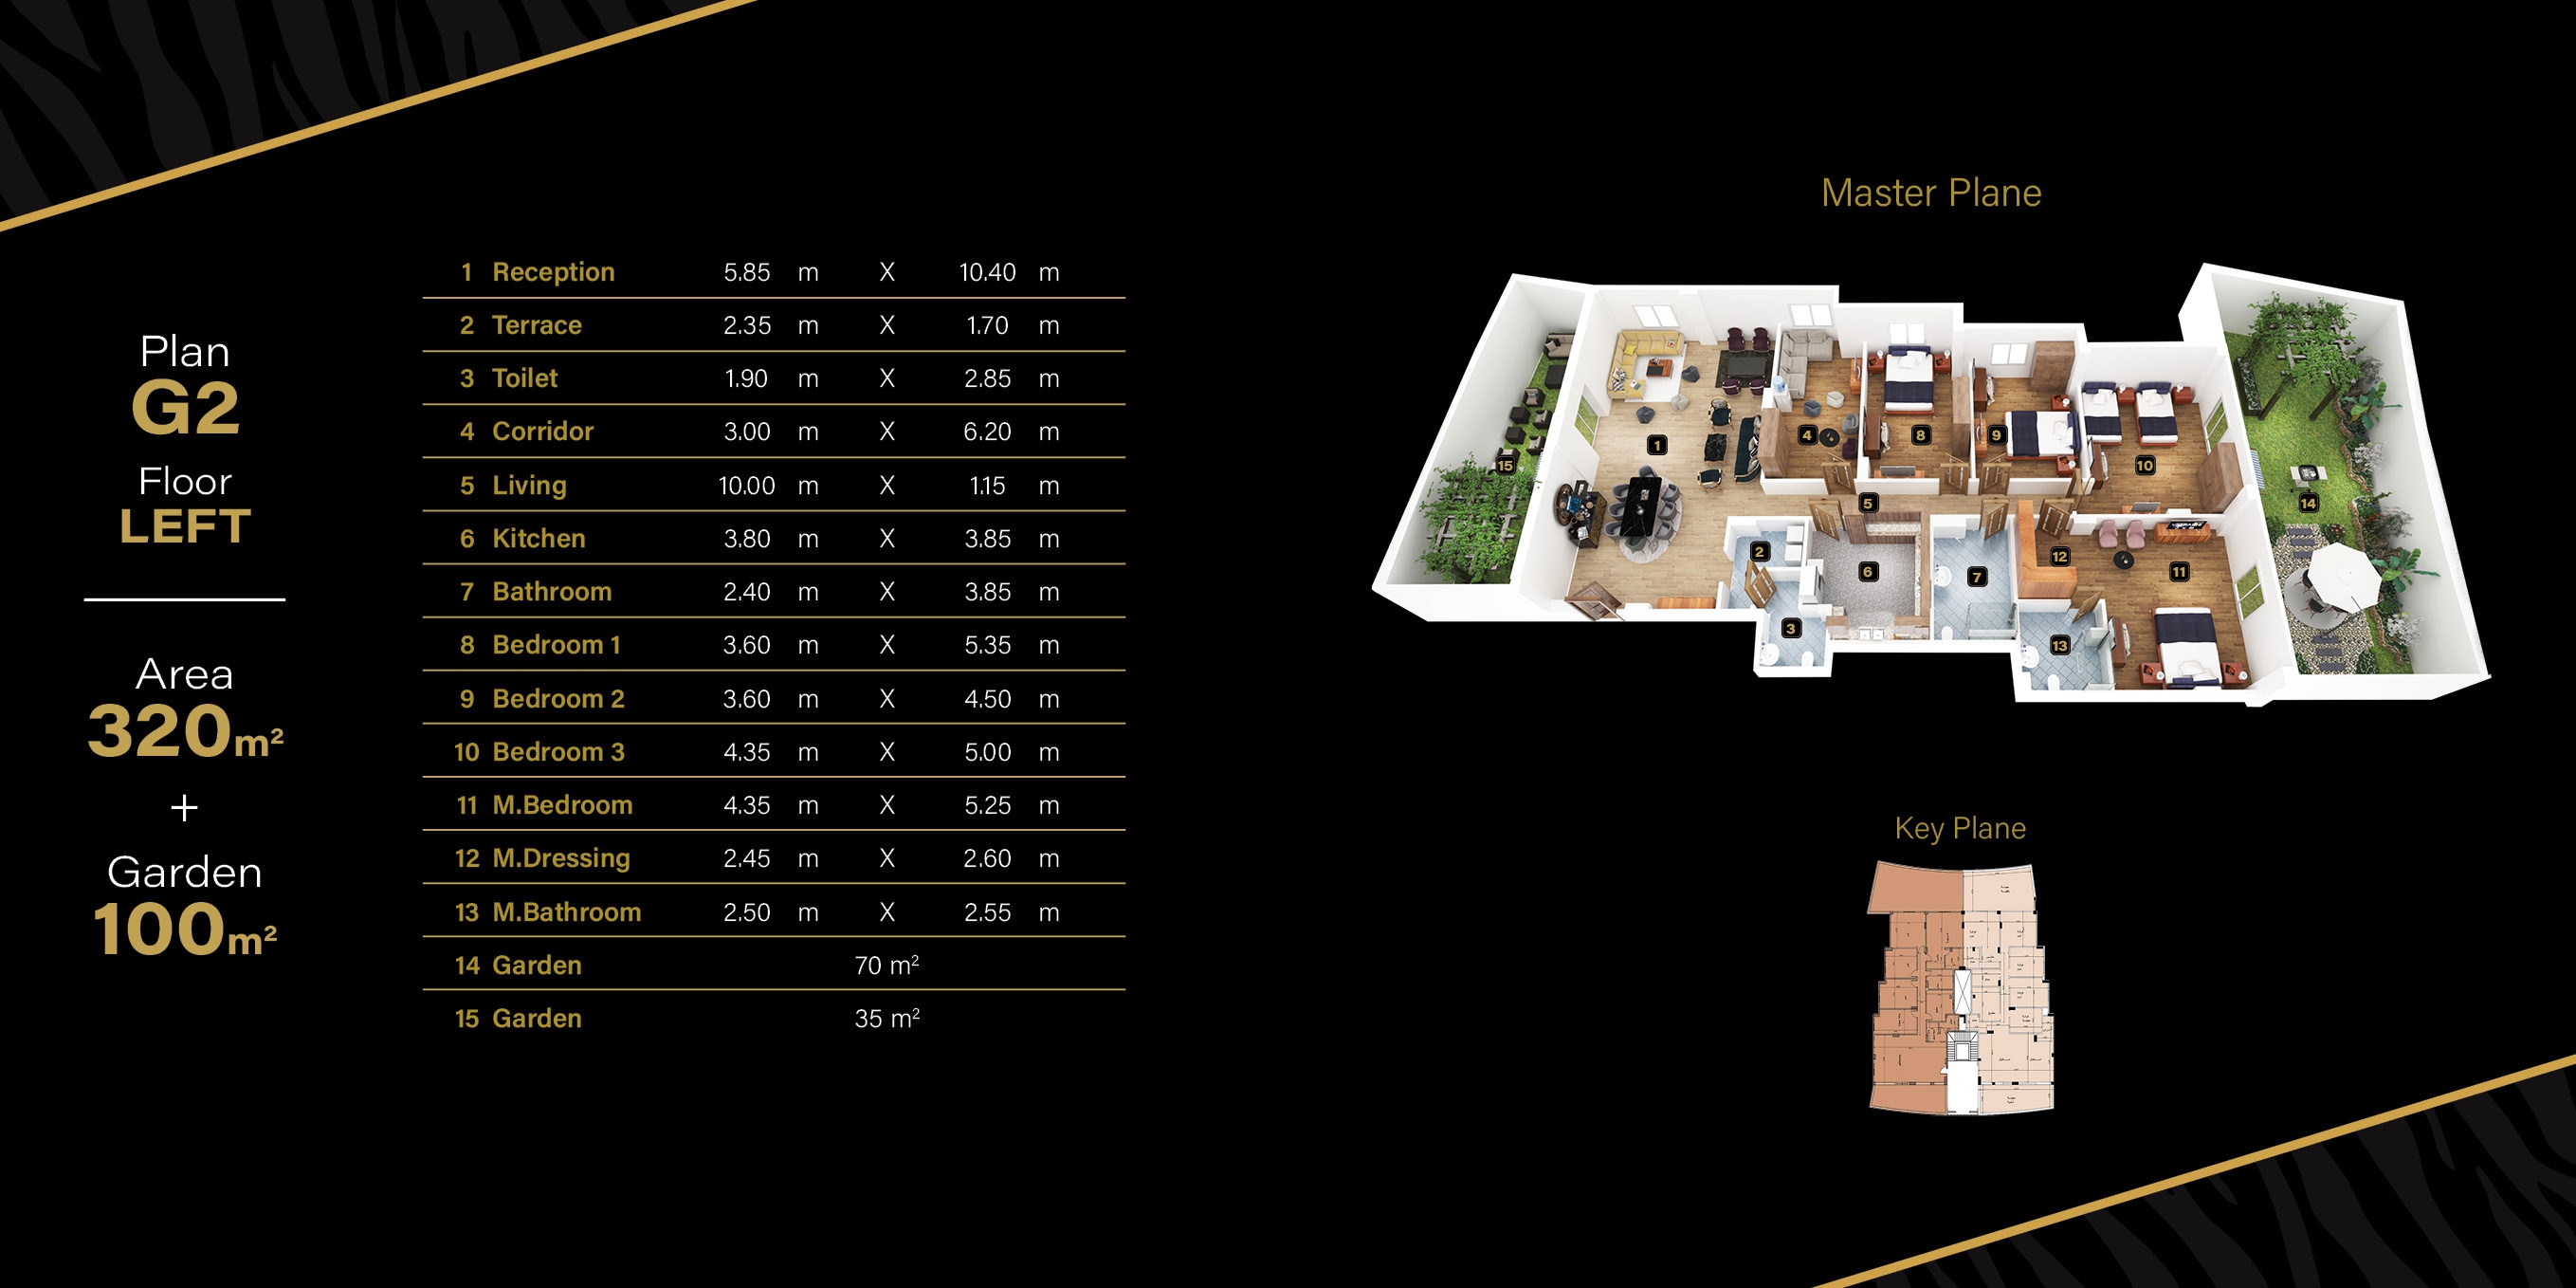 Plan
G2
Floor
LEFT
Area
320m²
+
Garden
100m²
1 Reception 5.85 m X 10.40 m
2 Terrace 2.35 m X 1.70 m
3 Toilet 1.90 m X 2.85 m
4 Corridor 3.00 m X 6.20 m
5 Living 10.00 m X 1.15 m
6 Kitchen 3.80 m X 3.85 m
7 Bathroom 2.40 m X 3.85 m
8 Bedroom 1 3.60 m X 5.35 m
9 Bedroom 2 3.60 m X 4.50 m
10 Bedroom 3 4.35 m X 5.00 m
11 M.Bedroom 4.35 m X 5.25 m
12 M.Dressing 2.45 m X 2.60 m
13 M.Bathroom 2.50 m X 2.55 m
14 Garden 70 m²
15 Garden 35 m²
Master Plane
1
4
8
9
10
15
5
14
2
6
7
12
11
3
13
Key Plane